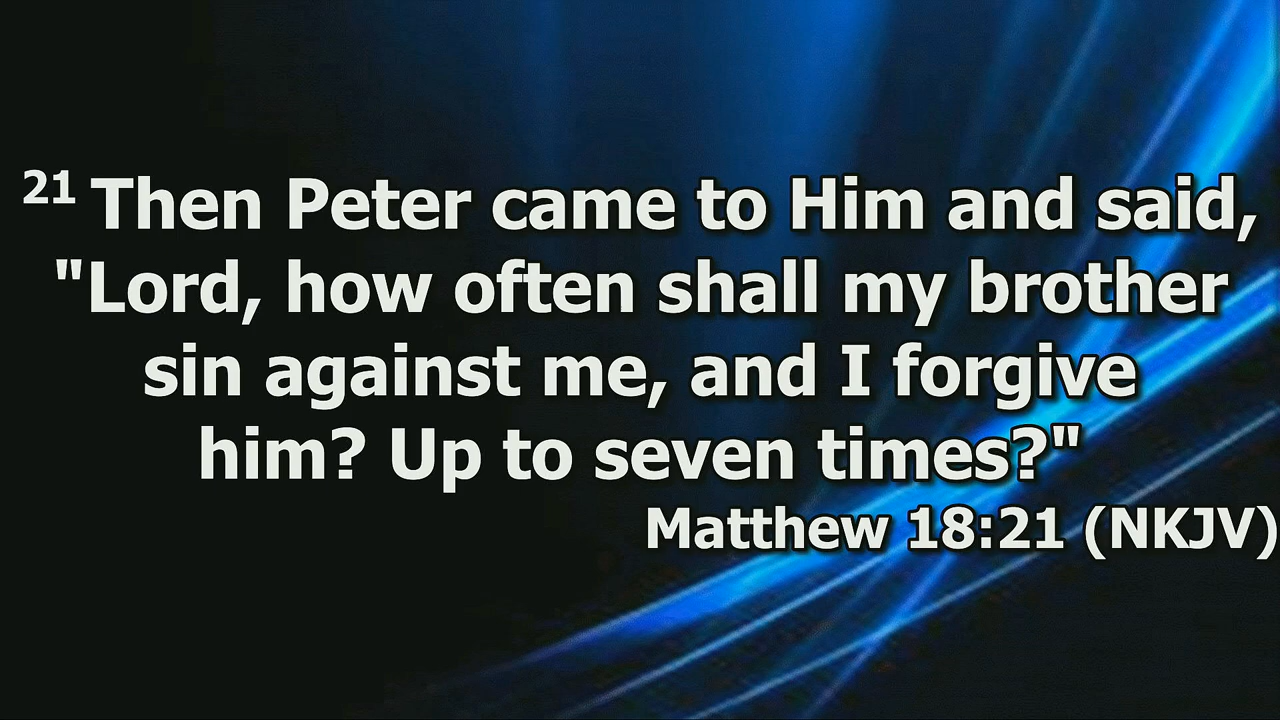 21 Then Peter came to Him and said,
"Lord, how often shall my brother
sin against me, and I forgive
him? Up to seven times?"
Matthew 18:21 (NKJV)